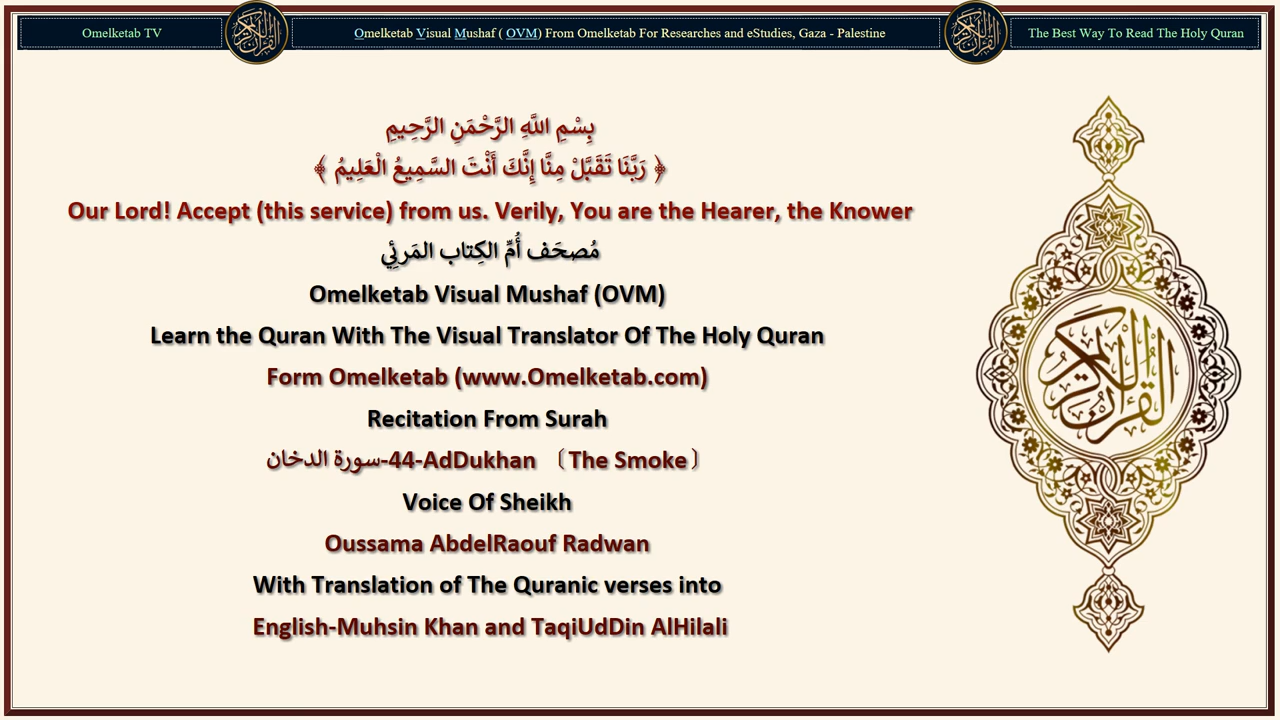 Omelketab TV
Omelketab Visual Mushaf ( OVM) From Omelketab For Researches and eStudies, Gaza - Palestine
The Best Way To Read The Holy Quran
بِسْمِ اللَّهِ الرَّحْمَنِ الرَّحِيمِ
﴿ رَبَّنَا تَقَبَّلْ مِنَّا إِنَّكَ أَنْتَ السَّمِيعُ الْعَلِيمُ ﴾
Our Lord! Accept (this service) from us. Verily, You are the Hearer, the Knower
مُصحَف أُمِّ الكِتاب المَرئِي
Omelketab Visual Mushaf (OVM)
Learn the Quran With The Visual Translator Of The Holy Quran
Form Omelketab (www.Omelketab.com)
Recitation From Surah
سورة الدخان-44-AdDukhan 〔The Smoke〕
Voice Of Sheikh
Oussama AbdelRaouf Radwan
With Translation of The Quranic verses into
English-Muhsin Khan and TaqiUdDin AlHilali
القرآن الكريم